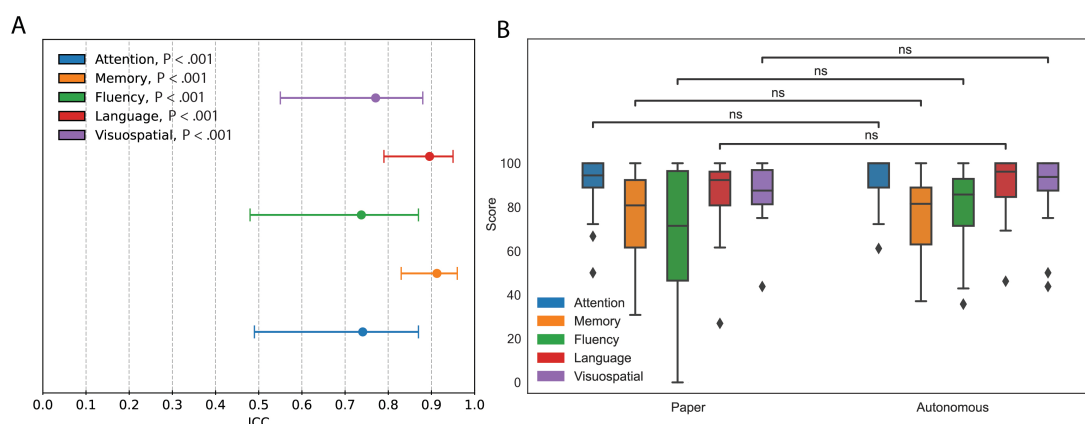 A
Attention, P < .001
Memory, P < .001
Fluency, P < .001
Language, P < .001
Visuospatial, P < .001
0.0 0.1 0.2 0.3 0.4 0.5 0.6 0.7 0.8 0.9 1.0
ICC
B
ns
ns
ns
ns
ns
100
80
60
40
20
0
Score
Attention
Memory
Fluency
Language
Visuospatial
Paper Autonomous